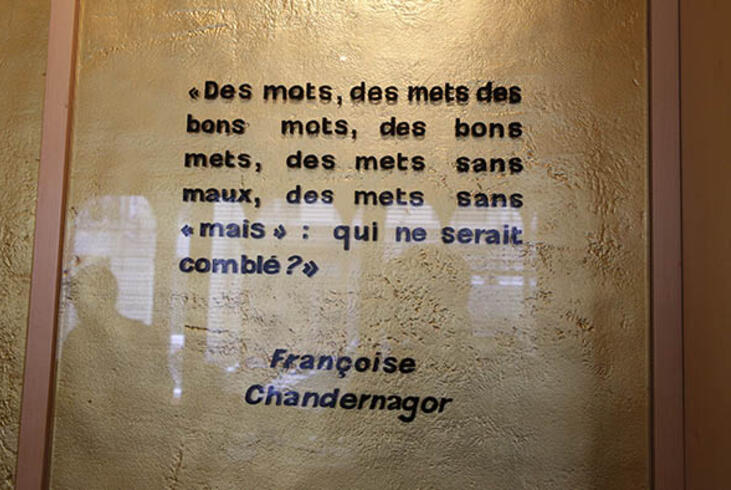 «Des mots, des mets des
bons mots, des bons
mets, des mets sans
maux, des mets sans
«mais» : qui ne serait
comblé?»
Françoise
Chandernagor